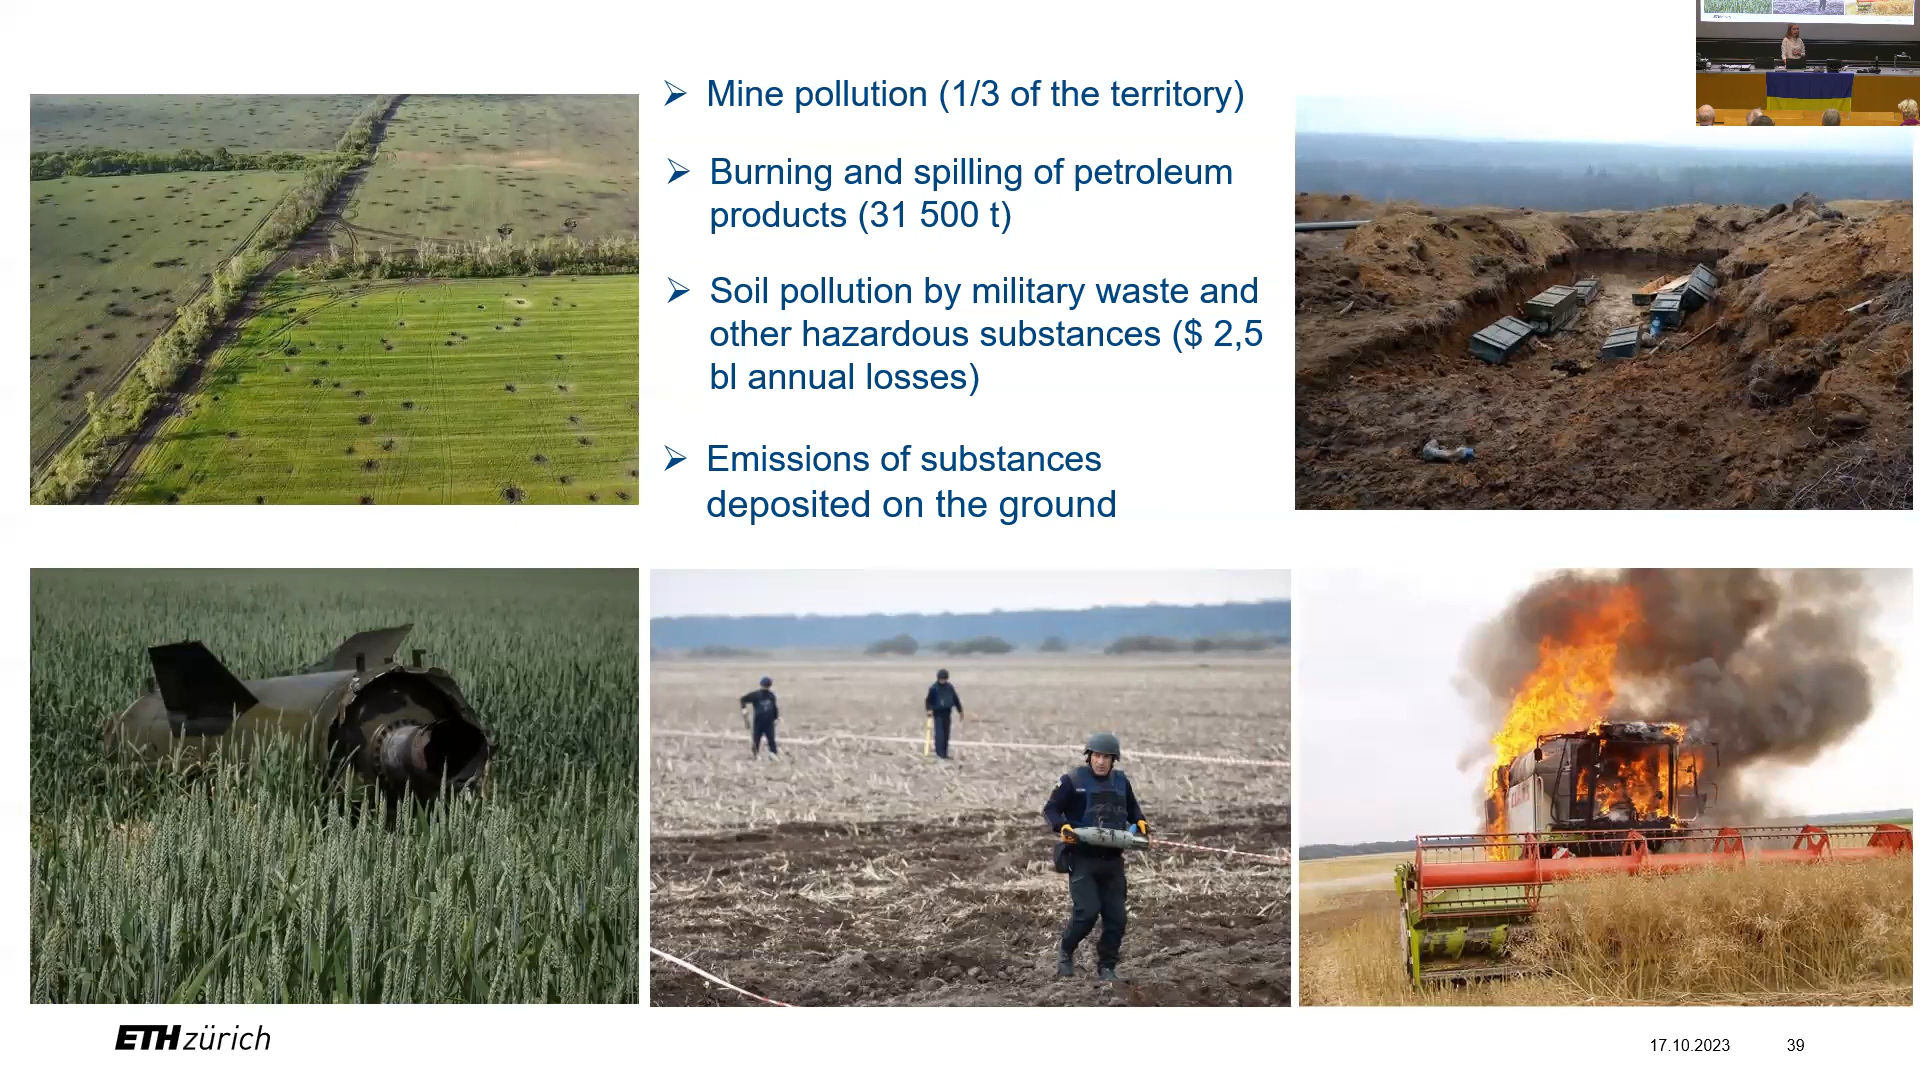 Mine pollution (1/3 of the territory)
Burning and spilling of petroleum
products (31 500 t)
Soil pollution by military waste and
other hazardous substances ($ 2,5
bl annual losses)
Emissions of substances
deposited on the ground
ETH zürich
17.10.2023
39